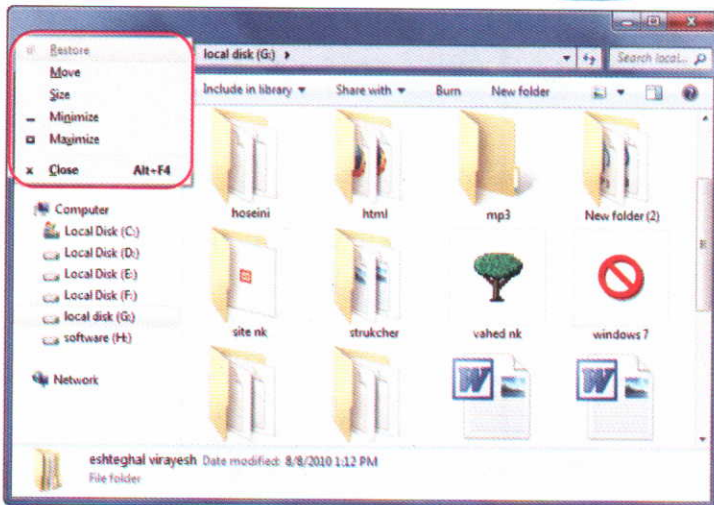 Restore
Move
Size
Minimize
Maximize
Close Alt+F4
local disk (G:)
Search local...
Include in library Share with Burn New folder
Computer
Local Disk (C:)
Local Disk (D:)
Local Disk (E:)
Local Disk (F:)
local disk (G:)
software (H:)
Network
hoseini html mp3 New folder (2)
site nk strukcher vahed nk windows 7
W W
eshteghal virayesh Date modified: 8/8/2010 1:12 PM
File folder